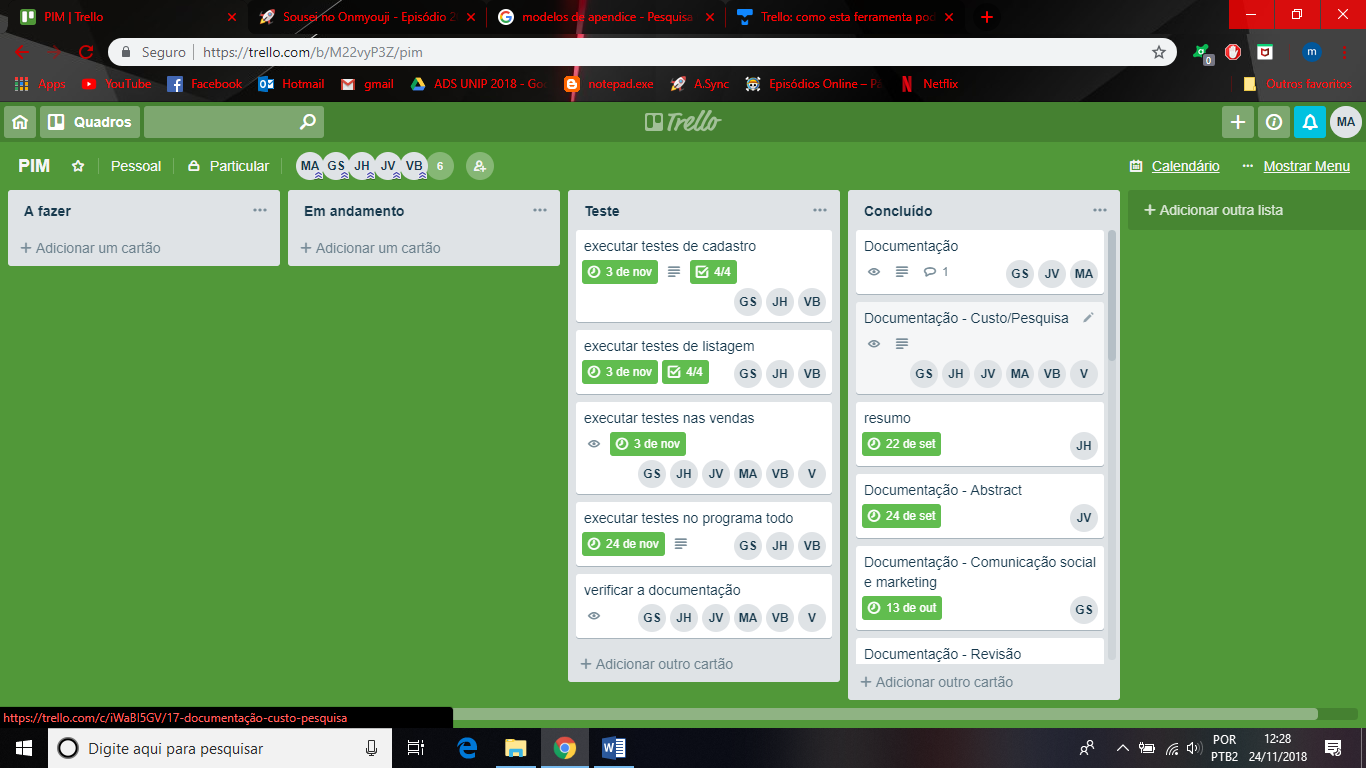 PIM | Trello
Sousei no Onmyouji - Episódio 2
modelos de apendice - Pesquisa
Trello: como esta ferramenta po
Seguro | https://trello.com/b/M22vyP3Z/pim
0
m
Apps YouTube Facebook Hotmail gmail ADS UNIP 2018 - Goo notepad.exe A.Sync Episódios Online – Pa Netflix Outros favoritos
Quadros
Trello
MA
PIM Pessoal Particular MA GS JH JV VB 6 Calendário Mostrar Menu
A fazer
+ Adicionar um cartão
Em andamento
+ Adicionar um cartão
Teste
executar testes de cadastro
3 de nov 4/4
GS JH VB
executar testes de listagem
3 de nov 4/4 GS JH VB
executar testes nas vendas
3 de nov
GS JH JV MA VB V
executar testes no programa todo
24 de nov GS JH VB
verificar a documentação
GS JH JV MA VB V
+ Adicionar outro cartão
Concluído
Documentação
1 GS JV MA
Documentação - Custo/Pesquisa
GS JH JV MA VB V
resumo
22 de set JH
Documentação - Abstract
24 de set JV
Documentação - Comunicação social
e marketing
13 de out GS
Documentação - Revisão
+ Adicionar outro cartão
+ Adicionar outra lista
https://trello.com/c/iWaBI5GV/17-documentação-custo-pesquisa
Digite aqui para pesquisar
POR
PTB2
12:28
24/11/2018